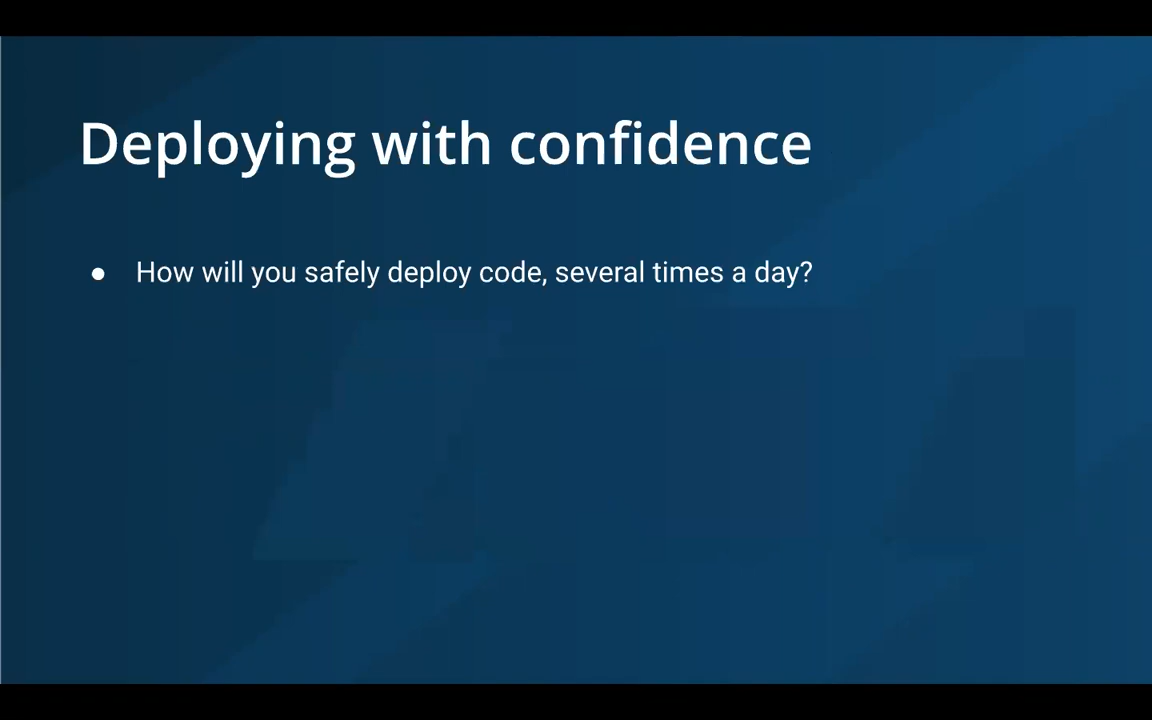 Deploying with confidence
● How will you safely deploy code, several times a day?